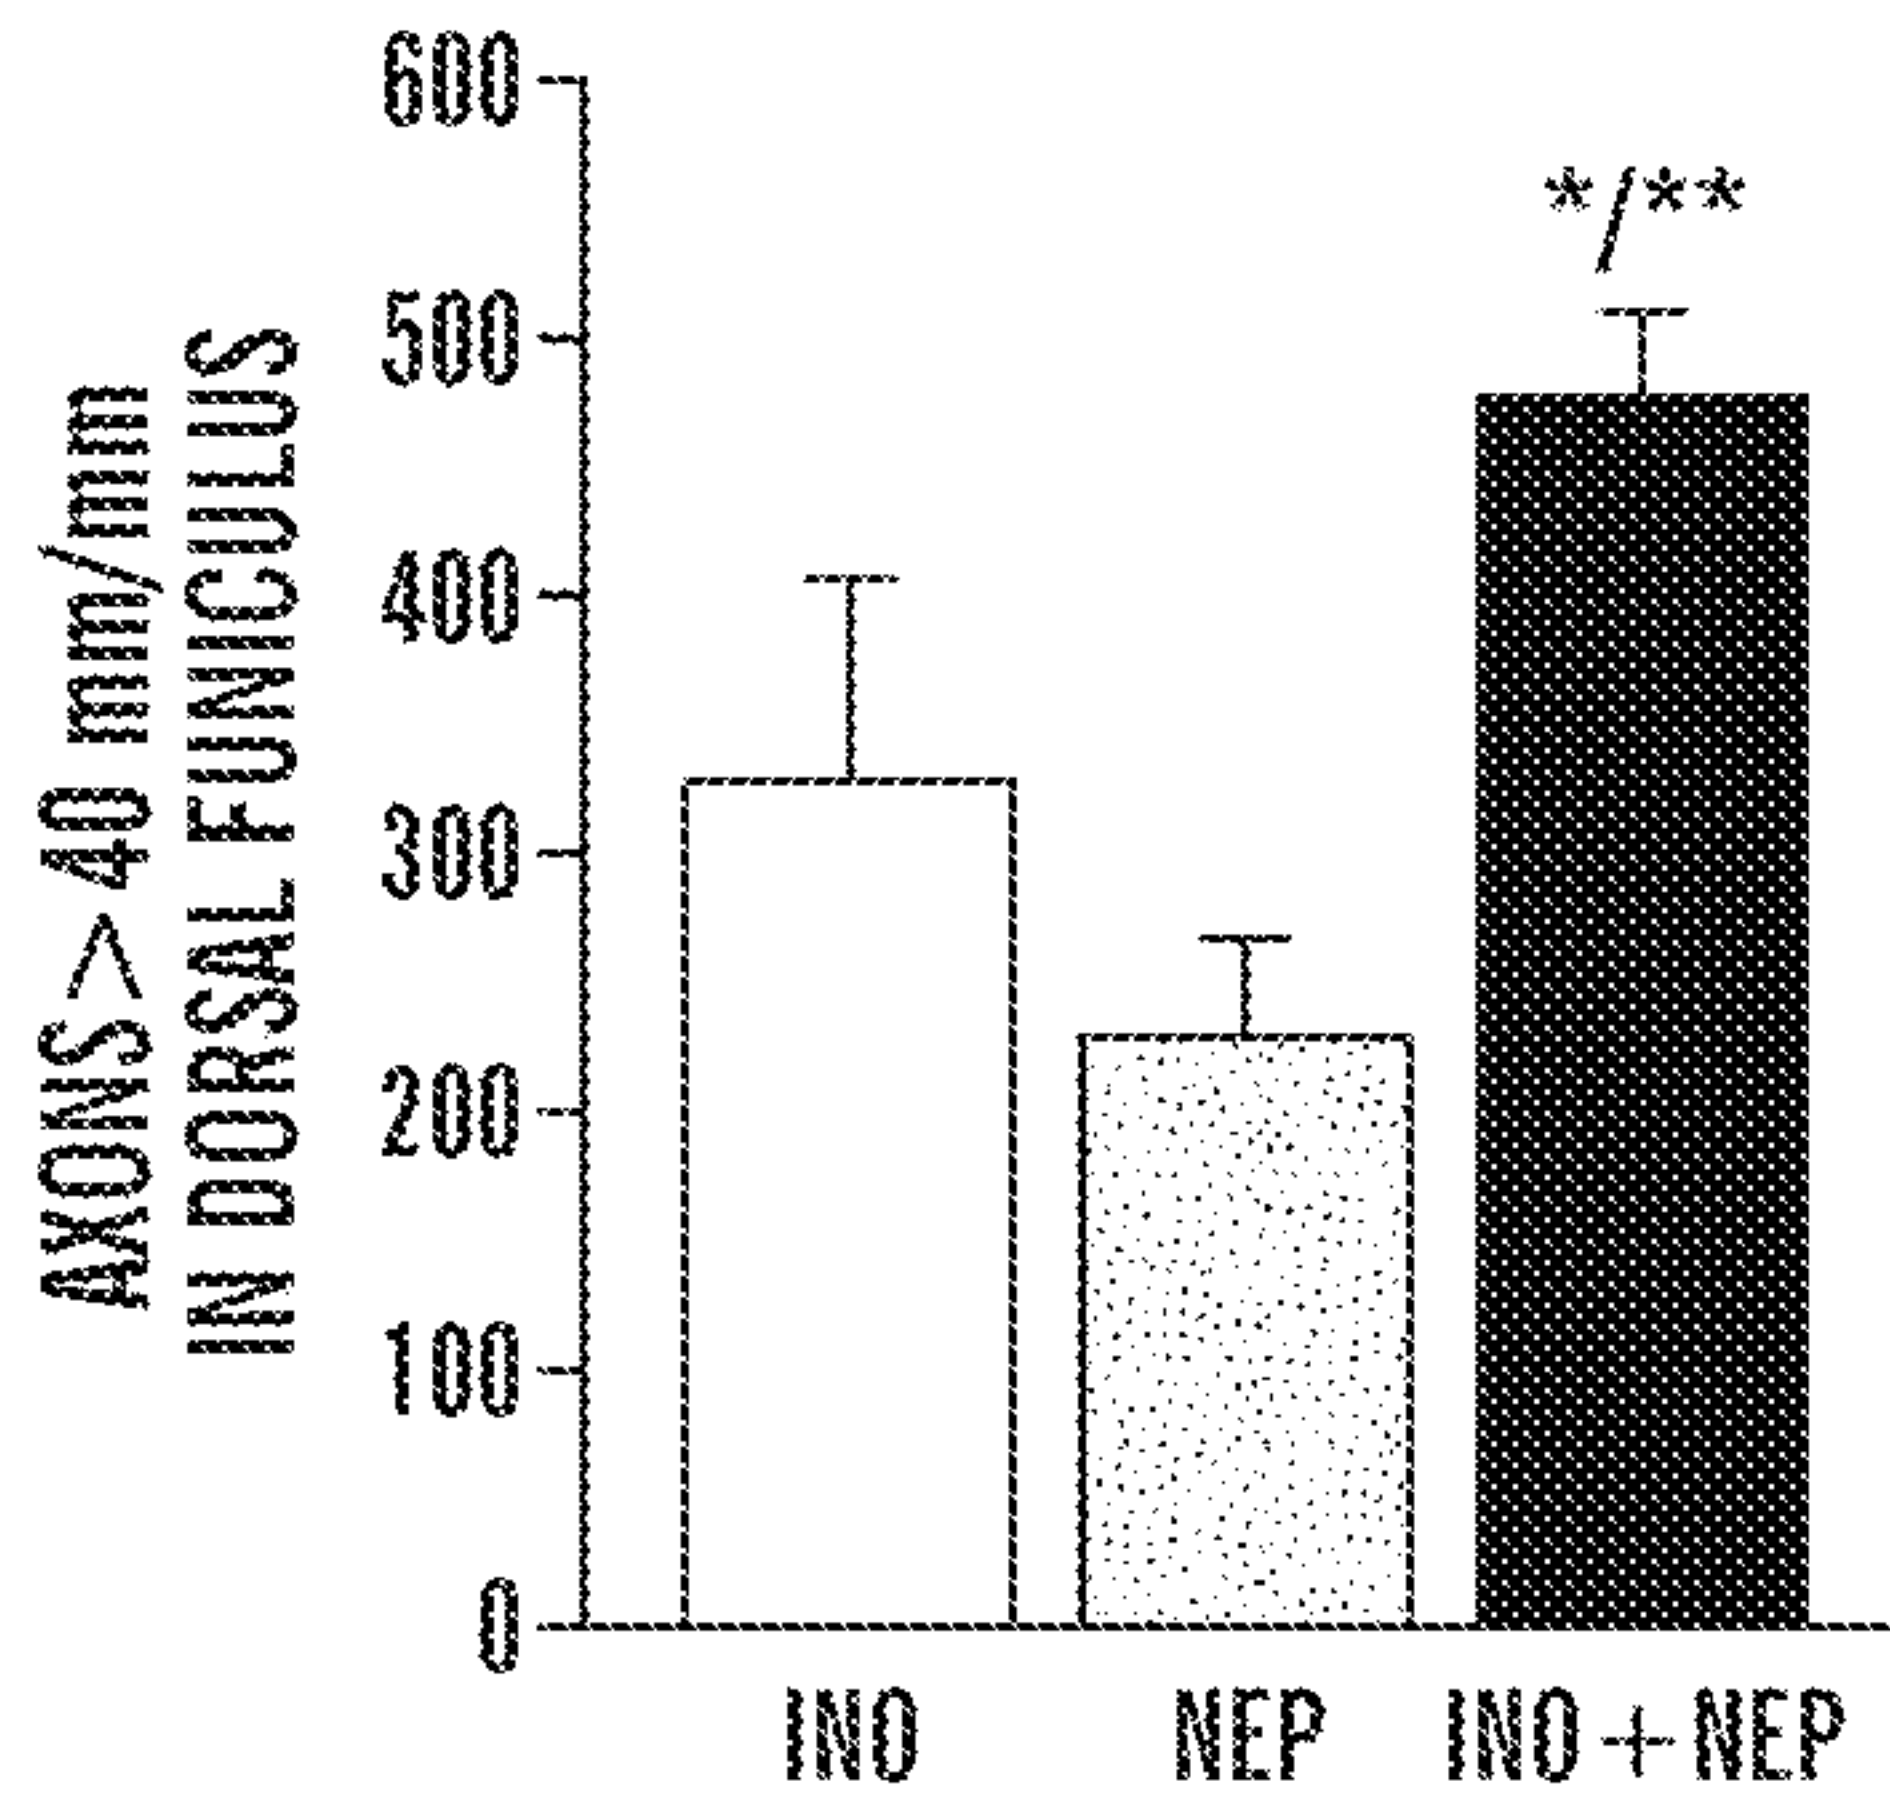 AXONS > 40 mm/mm
IN DORSAL FUNICULUS
600
500
400
300
200
100
0
*/**
INO
NEP
INO + NEP